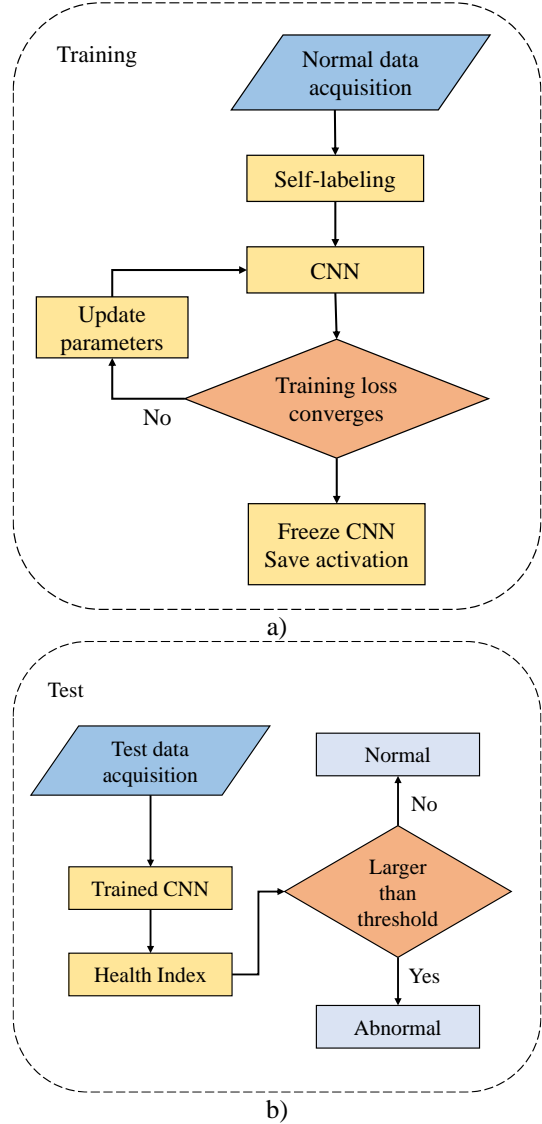 Training
Normal data
acquisition
Self-labeling
CNN
Update
parameters
Training loss
converges
No
Freeze CNN
Save activation
a)
Test
Test data
acquisition
Normal
No
Trained CNN
Larger
than
threshold
Health Index
Yes
Abnormal
b)